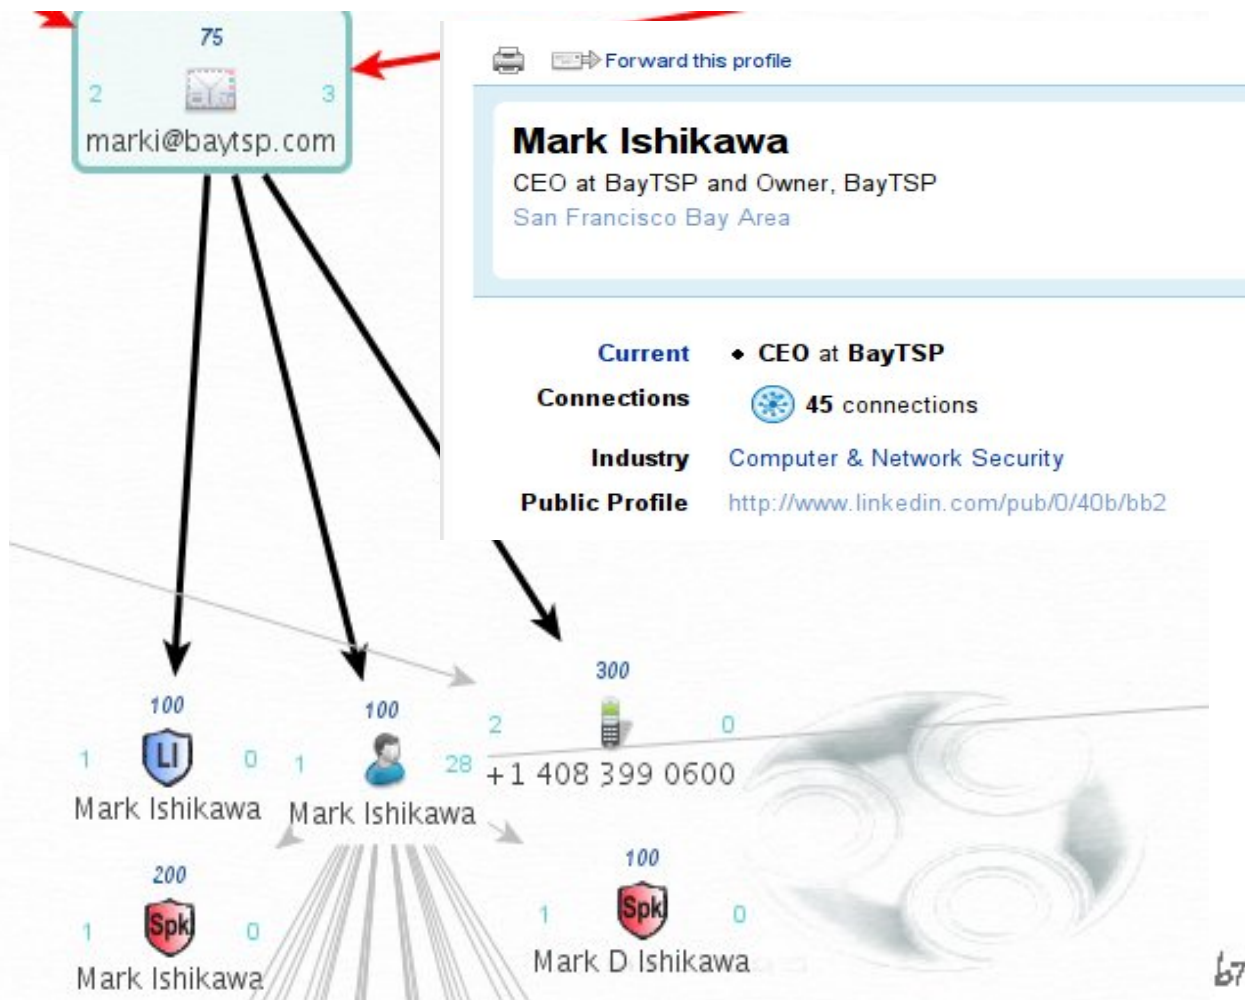 75
2
3
marki@baytsp.com
Forward this profile
Mark Ishikawa
CEO at BayTSP and Owner, BayTSP
San Francisco Bay Area
Current
CEO at BayTSP
Connections
45 connections
Industry
Computer & Network Security
Public Profile
http://www.linkedin.com/pub/0/40b/bb2
100
1
LI
0
Mark Ishikawa
100
1
28
Mark Ishikawa
300
2
0
+1 408 399 0600
200
1
Spk
0
Mark Ishikawa
100
1
Spk
0
Mark D Ishikawa
67